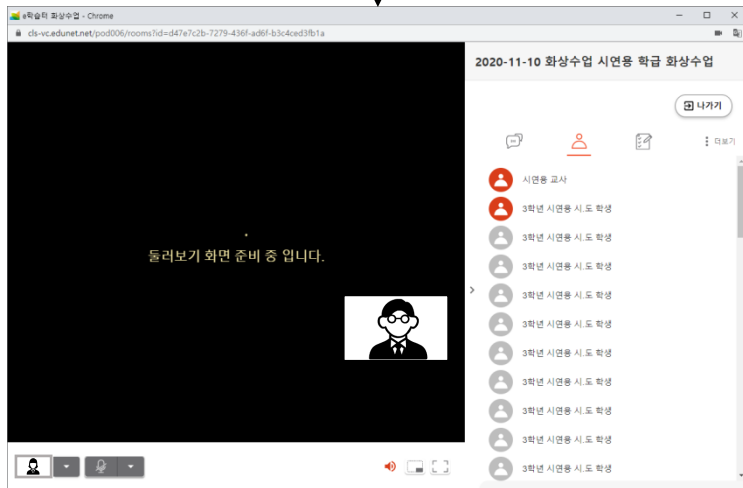 e학습터 화상수업 - Chrome
cls-vc.edunet.net/pod006/rooms?id=d47e7c2b-7279-436f-ad6f-b3c4ced3fb1a
2020-11-10 화상수업 시연용 학급 화상수업
나가기
더보기
시연용 교사
3학년 시연용 시.도 학생
3학년 시연용 시.도 학생
3학년 시연용 시.도 학생
3학년 시연용 시.도 학생
3학년 시연용 시.도 학생
3학년 시연용 시.도 학생
3학년 시연용 시.도 학생
3학년 시연용 시.도 학생
3학년 시연용 시.도 학생
3학년 시연용 시.도 학생
둘러보기 화면 준비 중 입니다.